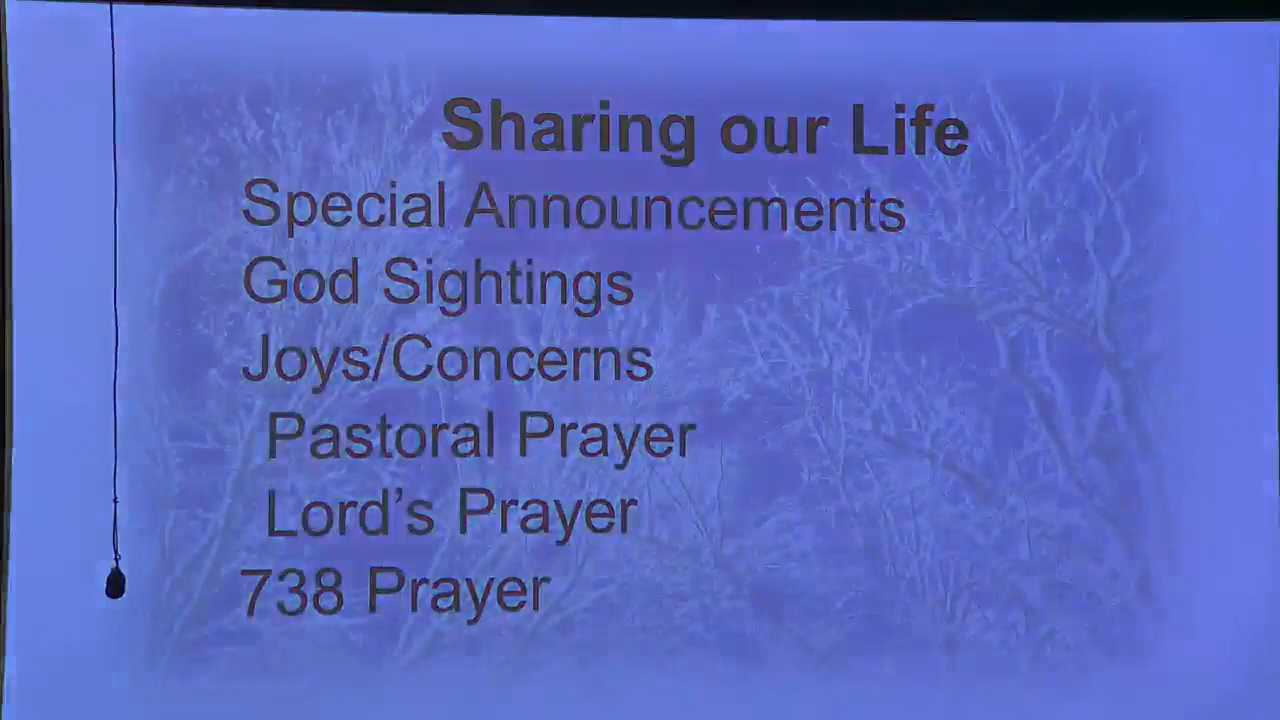 Sharing our Life
Special Announcements
God Sightings
Joys/Concerns
Pastoral Prayer
Lord’s Prayer
738 Prayer